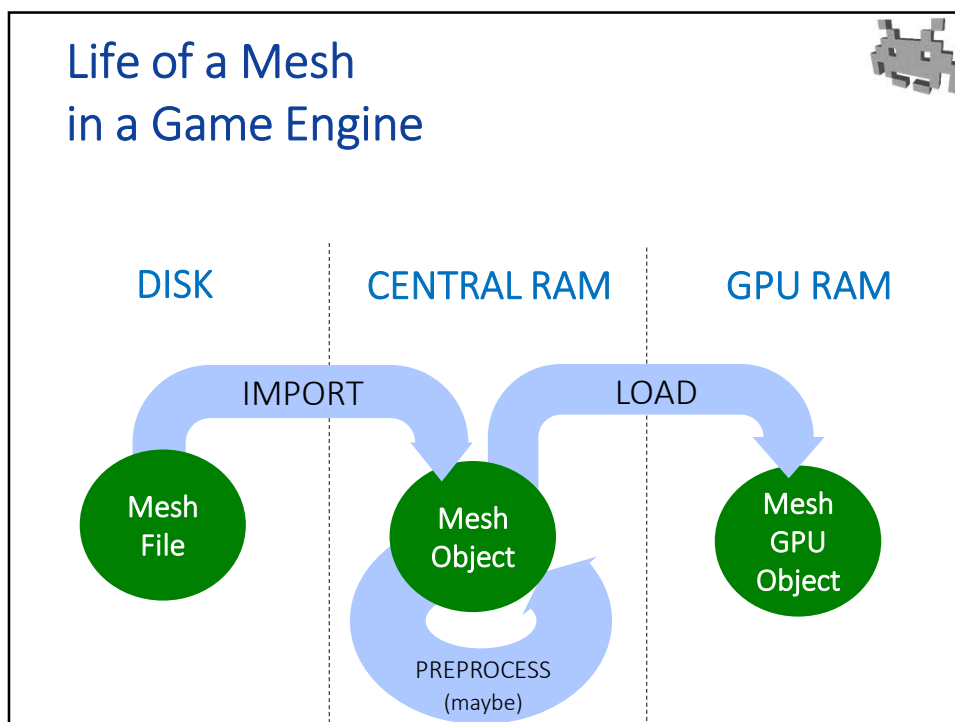 Life of a Mesh
in a Game Engine
DISK
CENTRAL RAM
GPU RAM
IMPORT
LOAD
Mesh
File
Mesh
Object
Mesh
GPU
Object
PREPROCESS
(maybe)